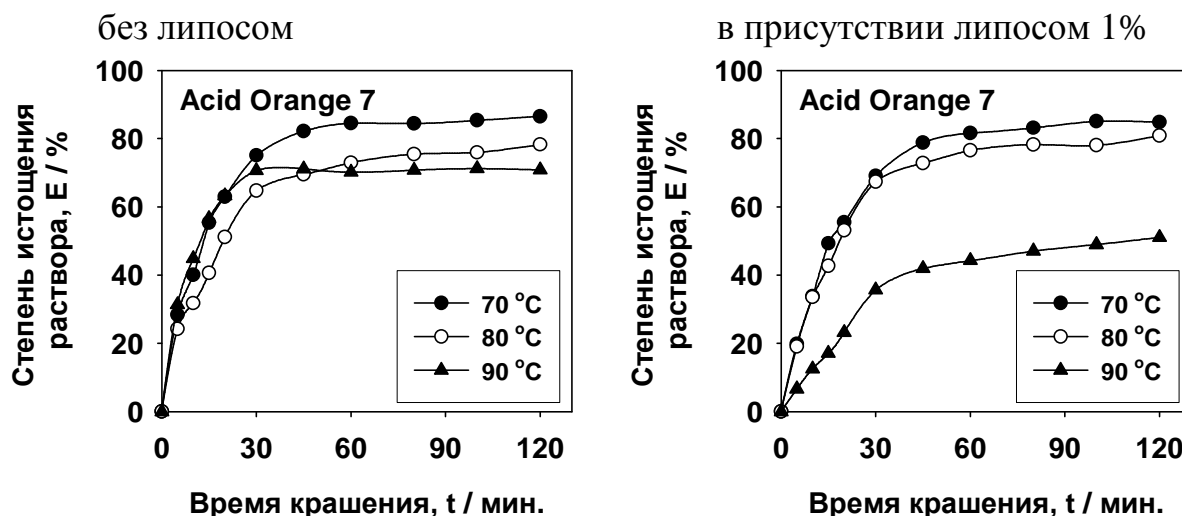 без липосом
в присутствии липосом 1%
Степень истощения
раствора, E / %
100
80
60
40
20
0
Acid Orange 7
70 °C
80 °C
90 °C
0 30 60 90 120
Время крашения, t / мин.
Степень истощения
раствора, E / %
100
80
60
40
20
0
Acid Orange 7
70 °C
80 °C
90 °C
0 30 60 90 120
Время крашения, t / мин.